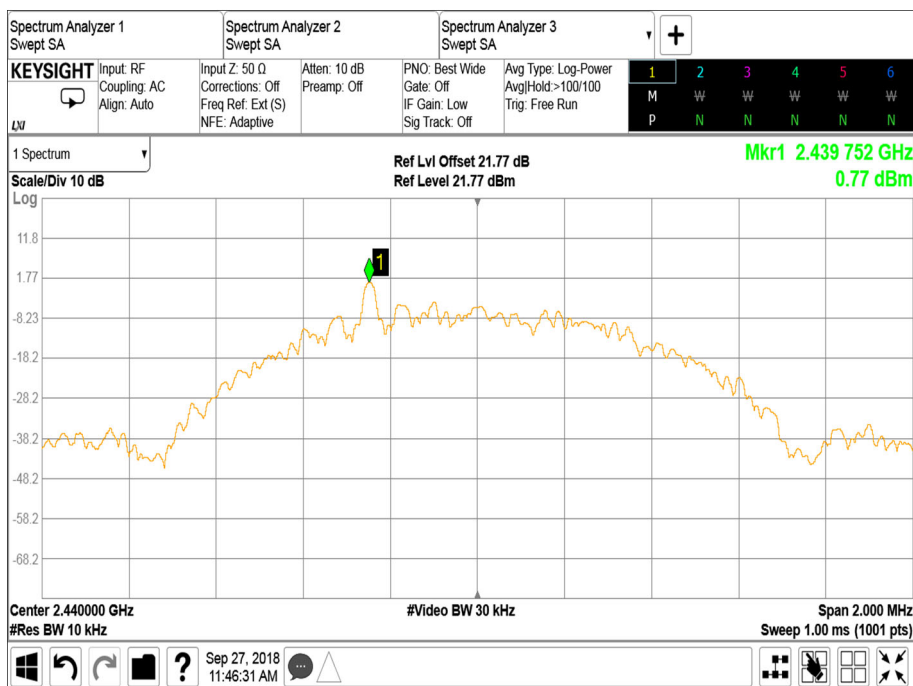 Spectrum Analyzer 1
Swept SA
Spectrum Analyzer 2
Swept SA
Spectrum Analyzer 3
Swept SA
KEYSIGHT
LXI
Input: RF
Coupling: AC
Align: Auto
Input Z: 50 Ω
Corrections: Off
Freq Ref: Ext (S)
NFE: Adaptive
Atten: 10 dB
Preamp: Off
PNO: Best Wide
Gate: Off
IF Gain: Low
Sig Track: Off
Avg Type: Log-Power
Avg|Hold:>100/100
Trig: Free Run
1 2 3 4 5 6
M W W W W W
P N N N N N
1 Spectrum
Scale/Div 10 dB
Ref Lvl Offset 21.77 dB
Ref Level 21.77 dBm
Mkr1 2.439 752 GHz
0.77 dBm
Log
11.8
1
1.77
-8.23
-18.2
-28.2
-38.2
-48.2
-58.2
-68.2
Center 2.440000 GHz
#Video BW 30 kHz
Span 2.000 MHz
#Res BW 10 kHz
Sweep 1.00 ms (1001 pts)
?
Sep 27, 2018
11:46:31 AM